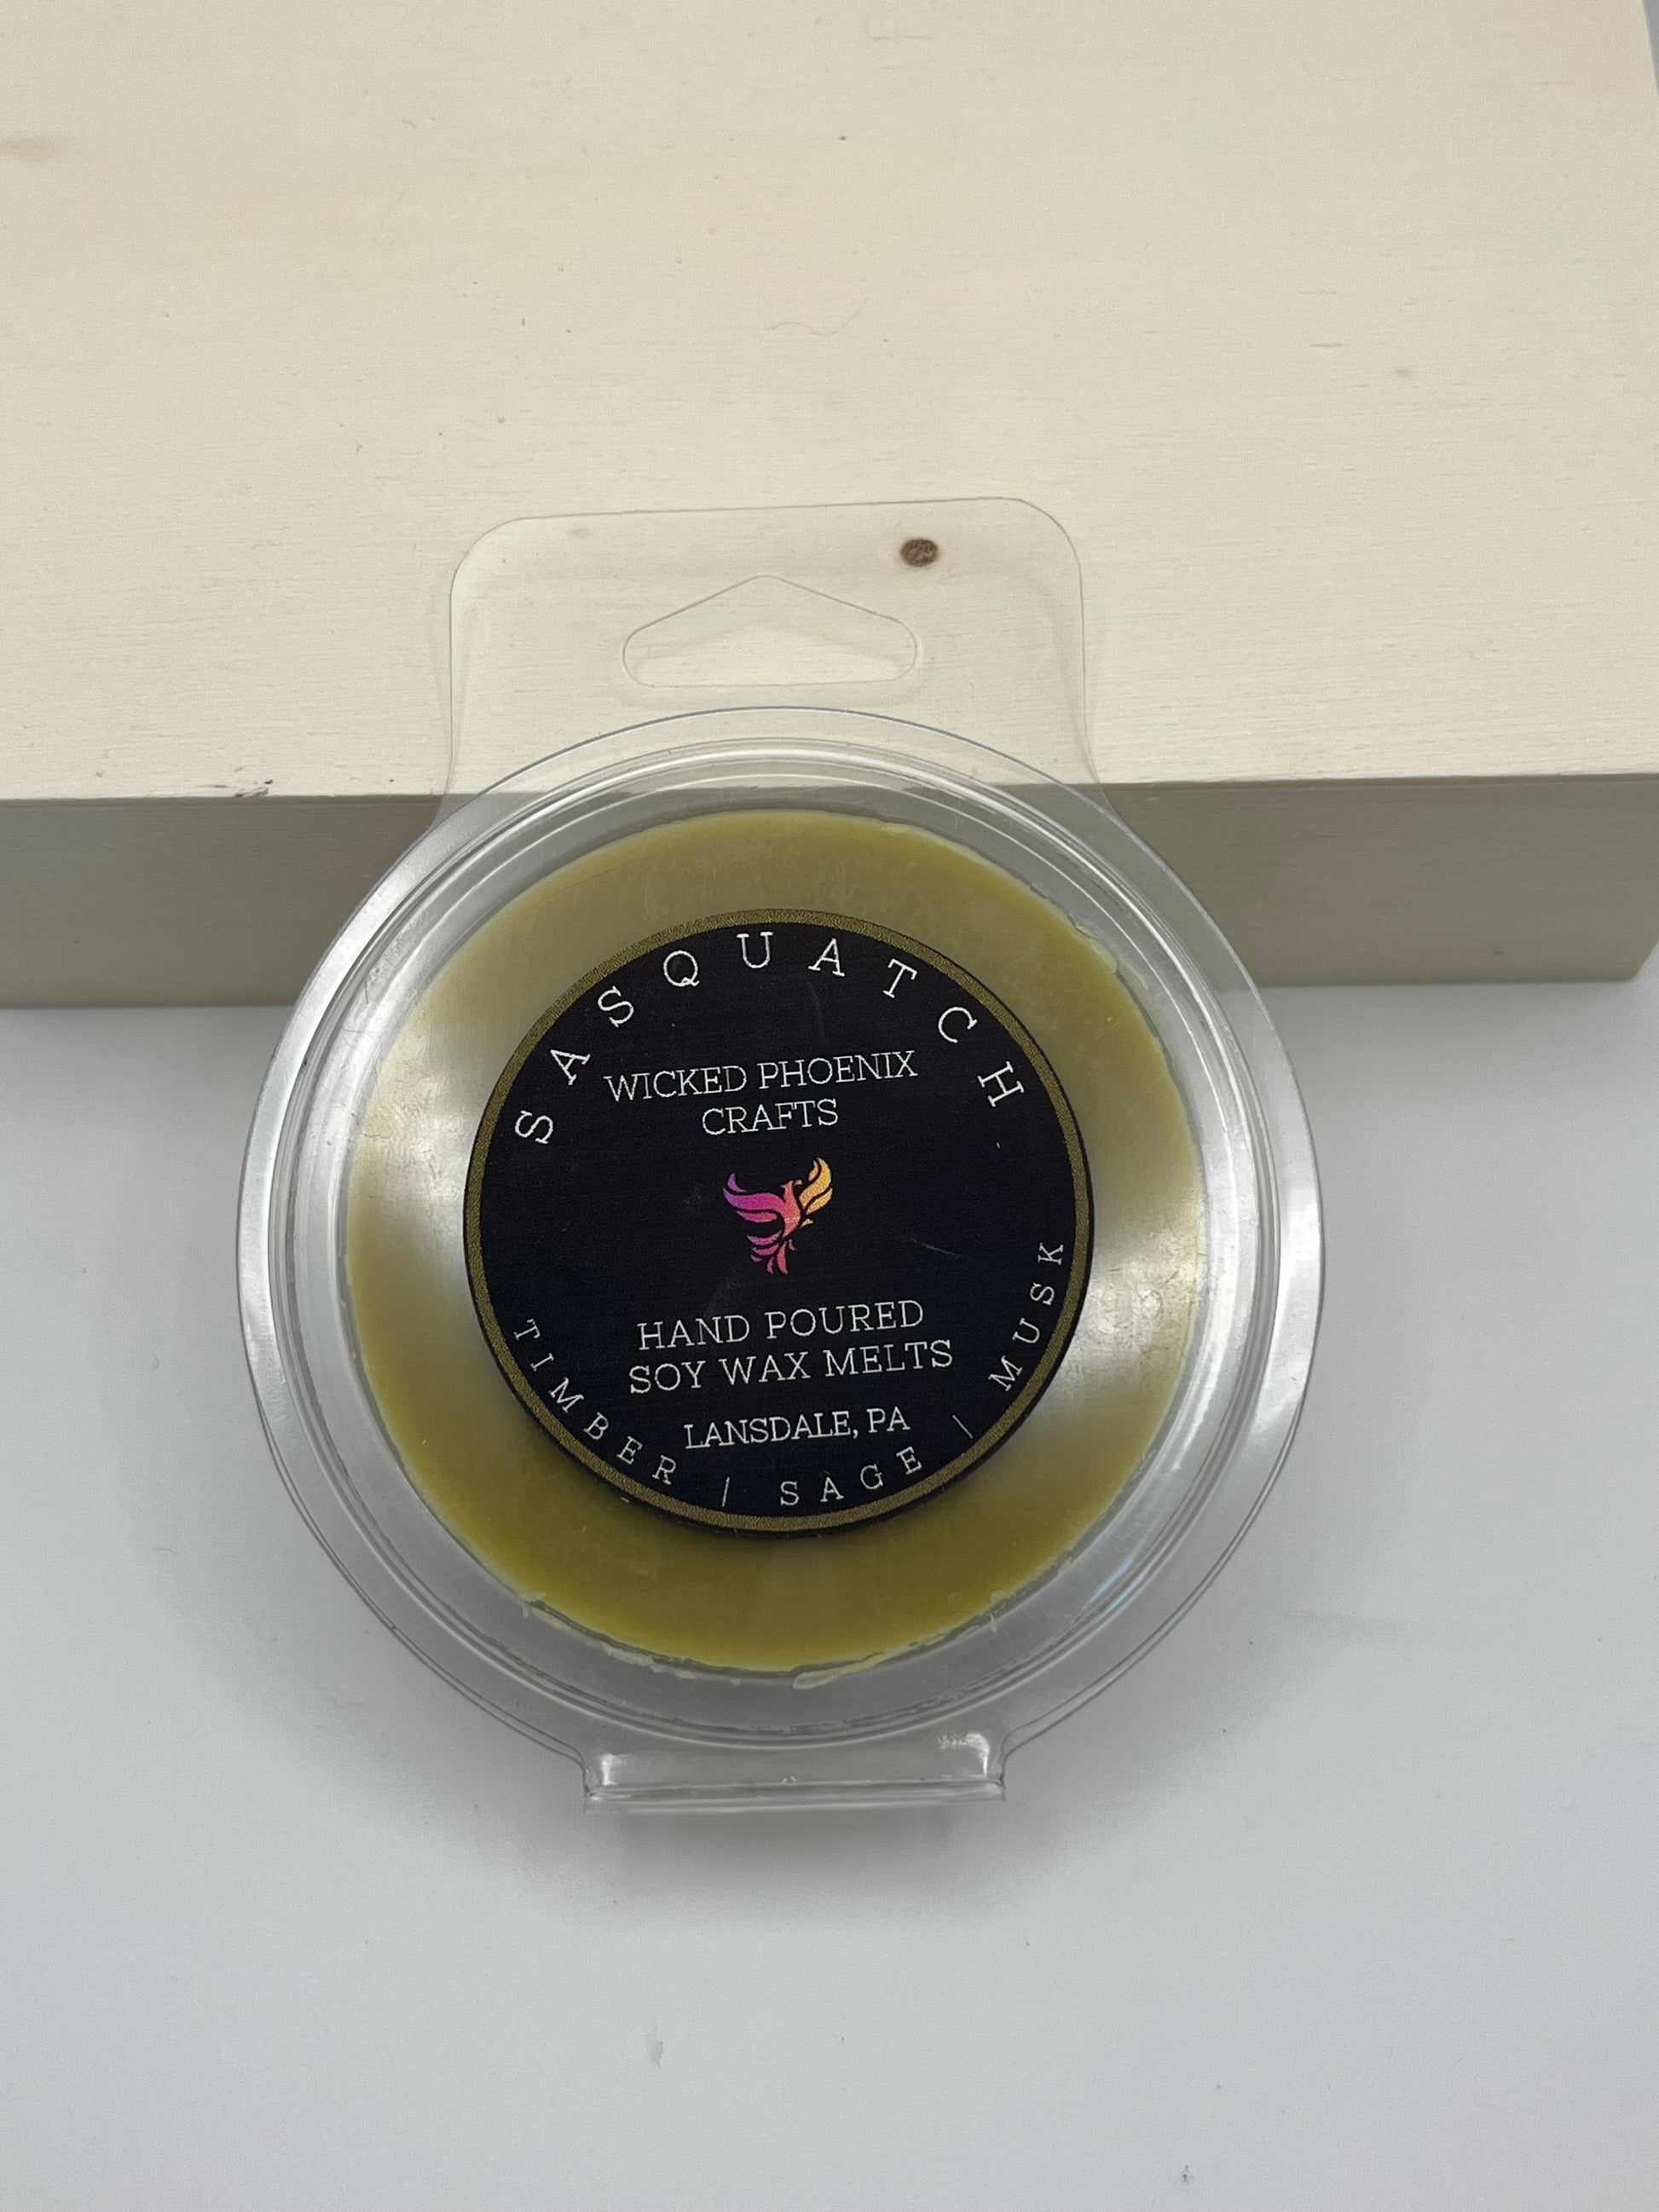 SASQUATCH
WICKED PHOENIX
CRAFTS
HAND POURED
SOY WAX MELTS
LANSDALE, PA
TIMBER / SAGE / MUSK